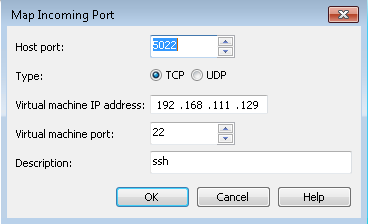 Map Incoming Port
Host port: 5022
Type: TCP UDP
Virtual machine IP address: 192 .168 .111 .129
Virtual machine port: 22
Description: ssh
OK Cancel Help